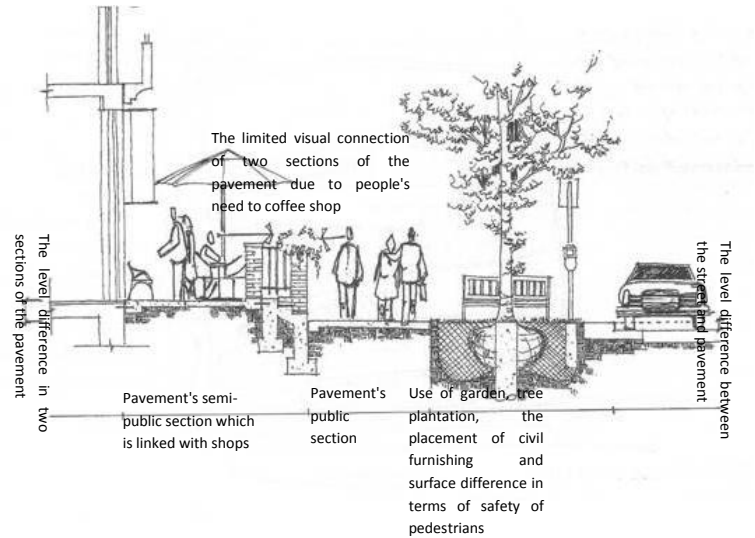 The limited visual connection
of two sections of the
pavement due to people's
need to coffee shop
The level difference in two
sections of the pavement
The level difference between
the street and pavement
Pavement's semi-
public section which
is linked with shops
Pavement's
public
section
Use of garden, tree
plantation, the
placement of civil
furnishing and
surface difference in
terms of safety of
pedestrians